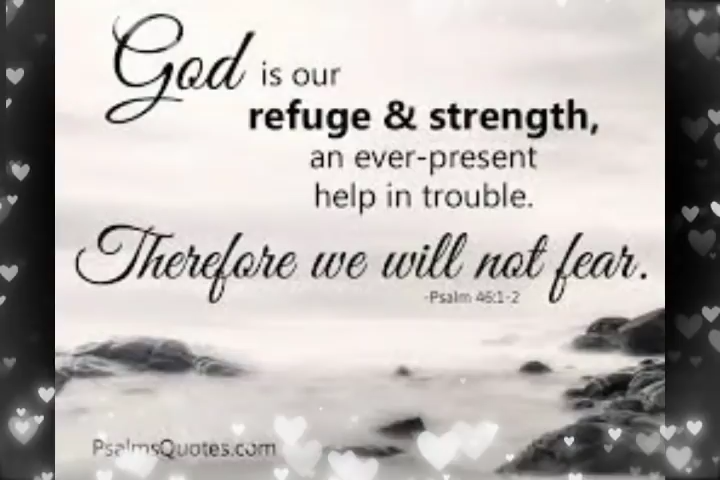 God is our
refuge & strength,
an ever-present
help in trouble.
Therefore we will not fear.
-Psalm 46:1-2
PsalmsQuotes.com